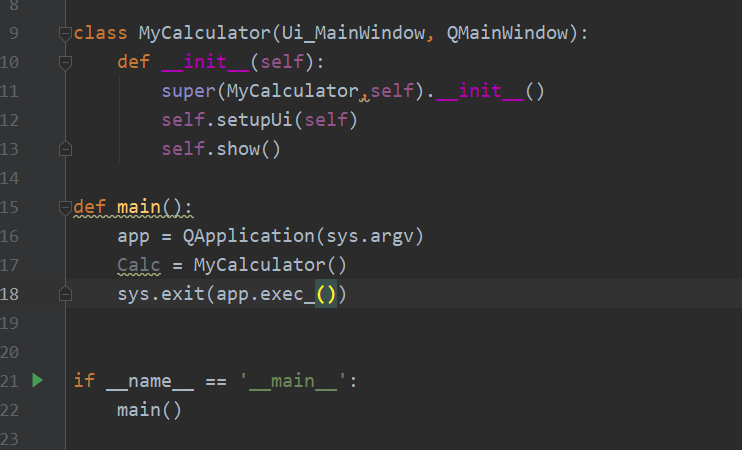 8
9 class MyCalculator(Ui_MainWindow, QMainWindow):
10     def __init__(self):
11         super(MyCalculator,self).__init__()
12         self.setupUi(self)
13         self.show()
14
15 def main():
16     app = QApplication(sys.argv)
17     Calc = MyCalculator()
18     sys.exit(app.exec_())
19
20
21 if __name__ == '__main__':
22     main()
23